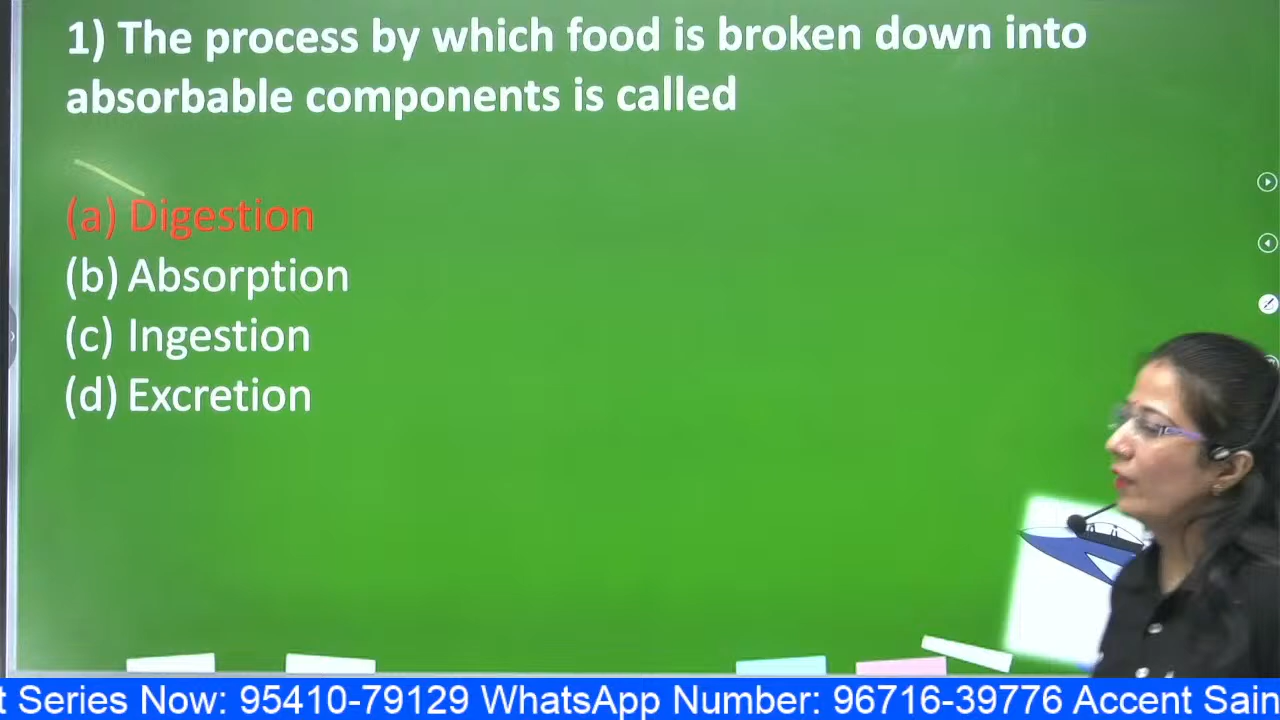 1) The process by which food is broken down into
absorbable components is called
(a) Digestion
(b) Absorption
(c) Ingestion
(d) Excretion
t Series Now: 95410-79129 WhatsApp Number: 96716-39776 Accent Sain